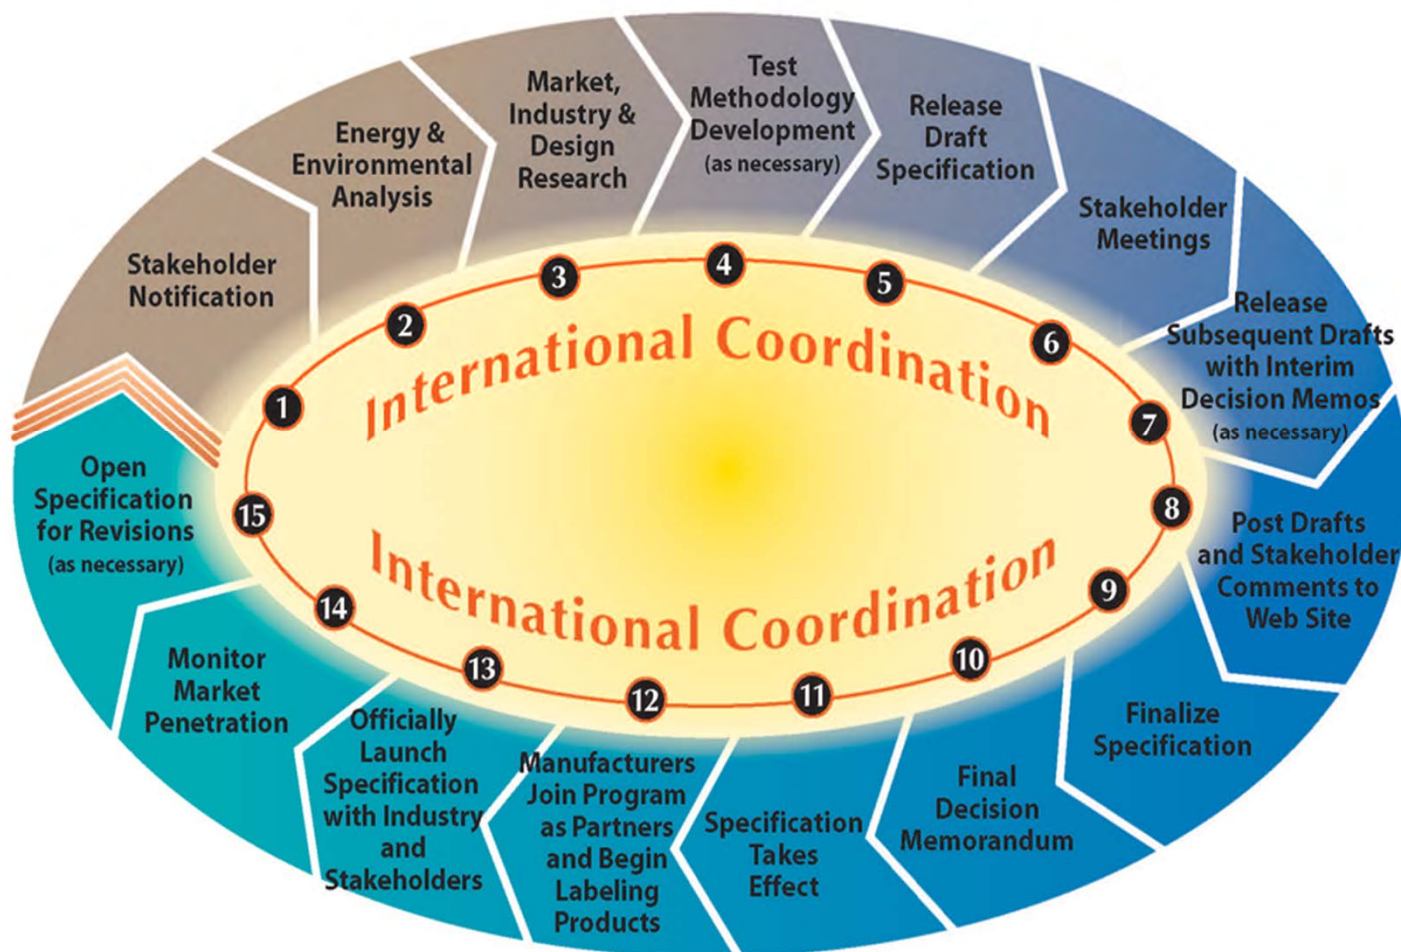 Stakeholder
Notification
1
Energy &
Environmental
Analysis
2
Market,
Industry &
Design
Research
3
Test
Methodology
Development
(as necessary)
4
Release
Draft
Specification
5
Stakeholder
Meetings
6
Release
Subsequent Drafts
with Interim
Decision Memos
(as necessary)
7
Post Drafts
and Stakeholder
Comments to
Web Site
8
Finalize
Specification
9
Final
Decision
Memorandum
10
Specification
Takes
Effect
11
Manufacturers
Join Program
as Partners
and Begin
Labeling
Products
12
Officially
Launch
Specification
with Industry
and
Stakeholders
13
Monitor
Market
Penetration
14
Open
Specification
for Revisions
(as necessary)
15
International Coordination
International Coordination